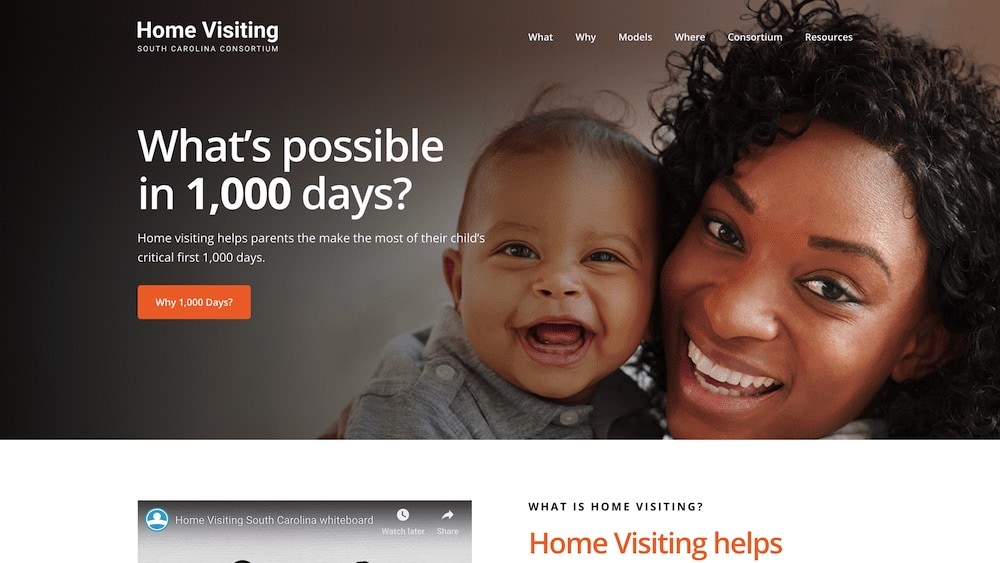 Home Visiting
SOUTH CAROLINA CONSORTIUM
What Why Models Where Consortium Resources
What’s possible
in 1,000 days?
Home visiting helps parents the make the most of their child’s
critical first 1,000 days.
Why 1,000 Days?
Home Visiting South Carolina whiteboard
Watch later
Share
WHAT IS HOME VISITING?
Home Visiting helps